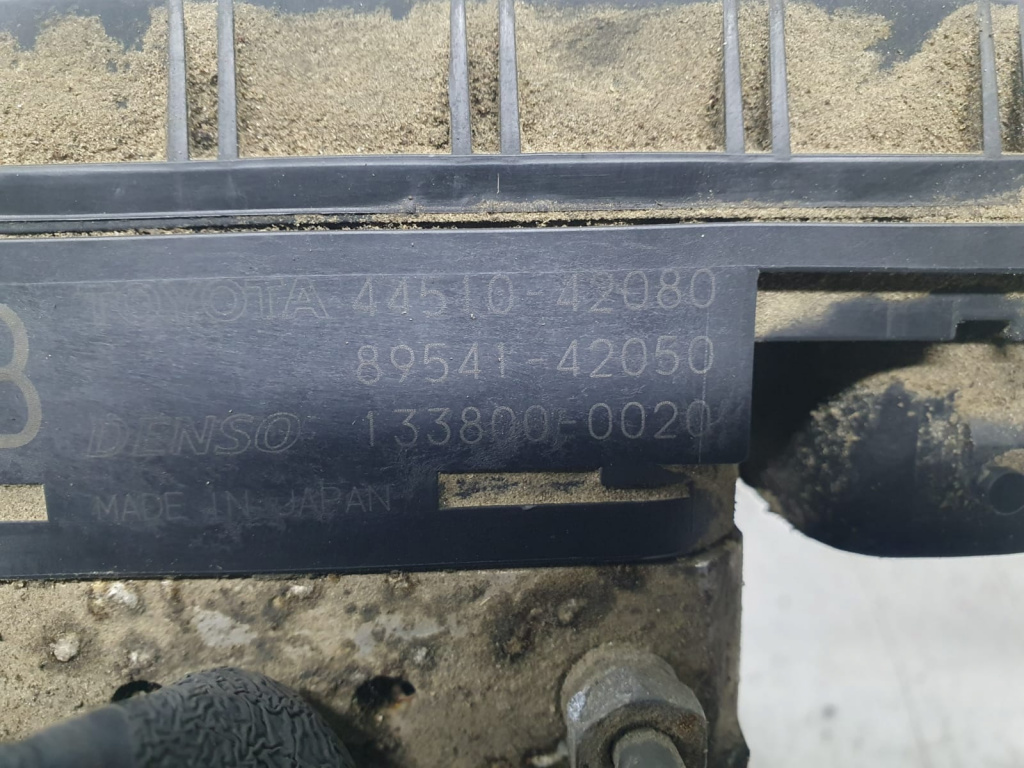 TOYOTA 44510-42080
89541-42050
DENSO 133800-0020
MADE IN JAPAN